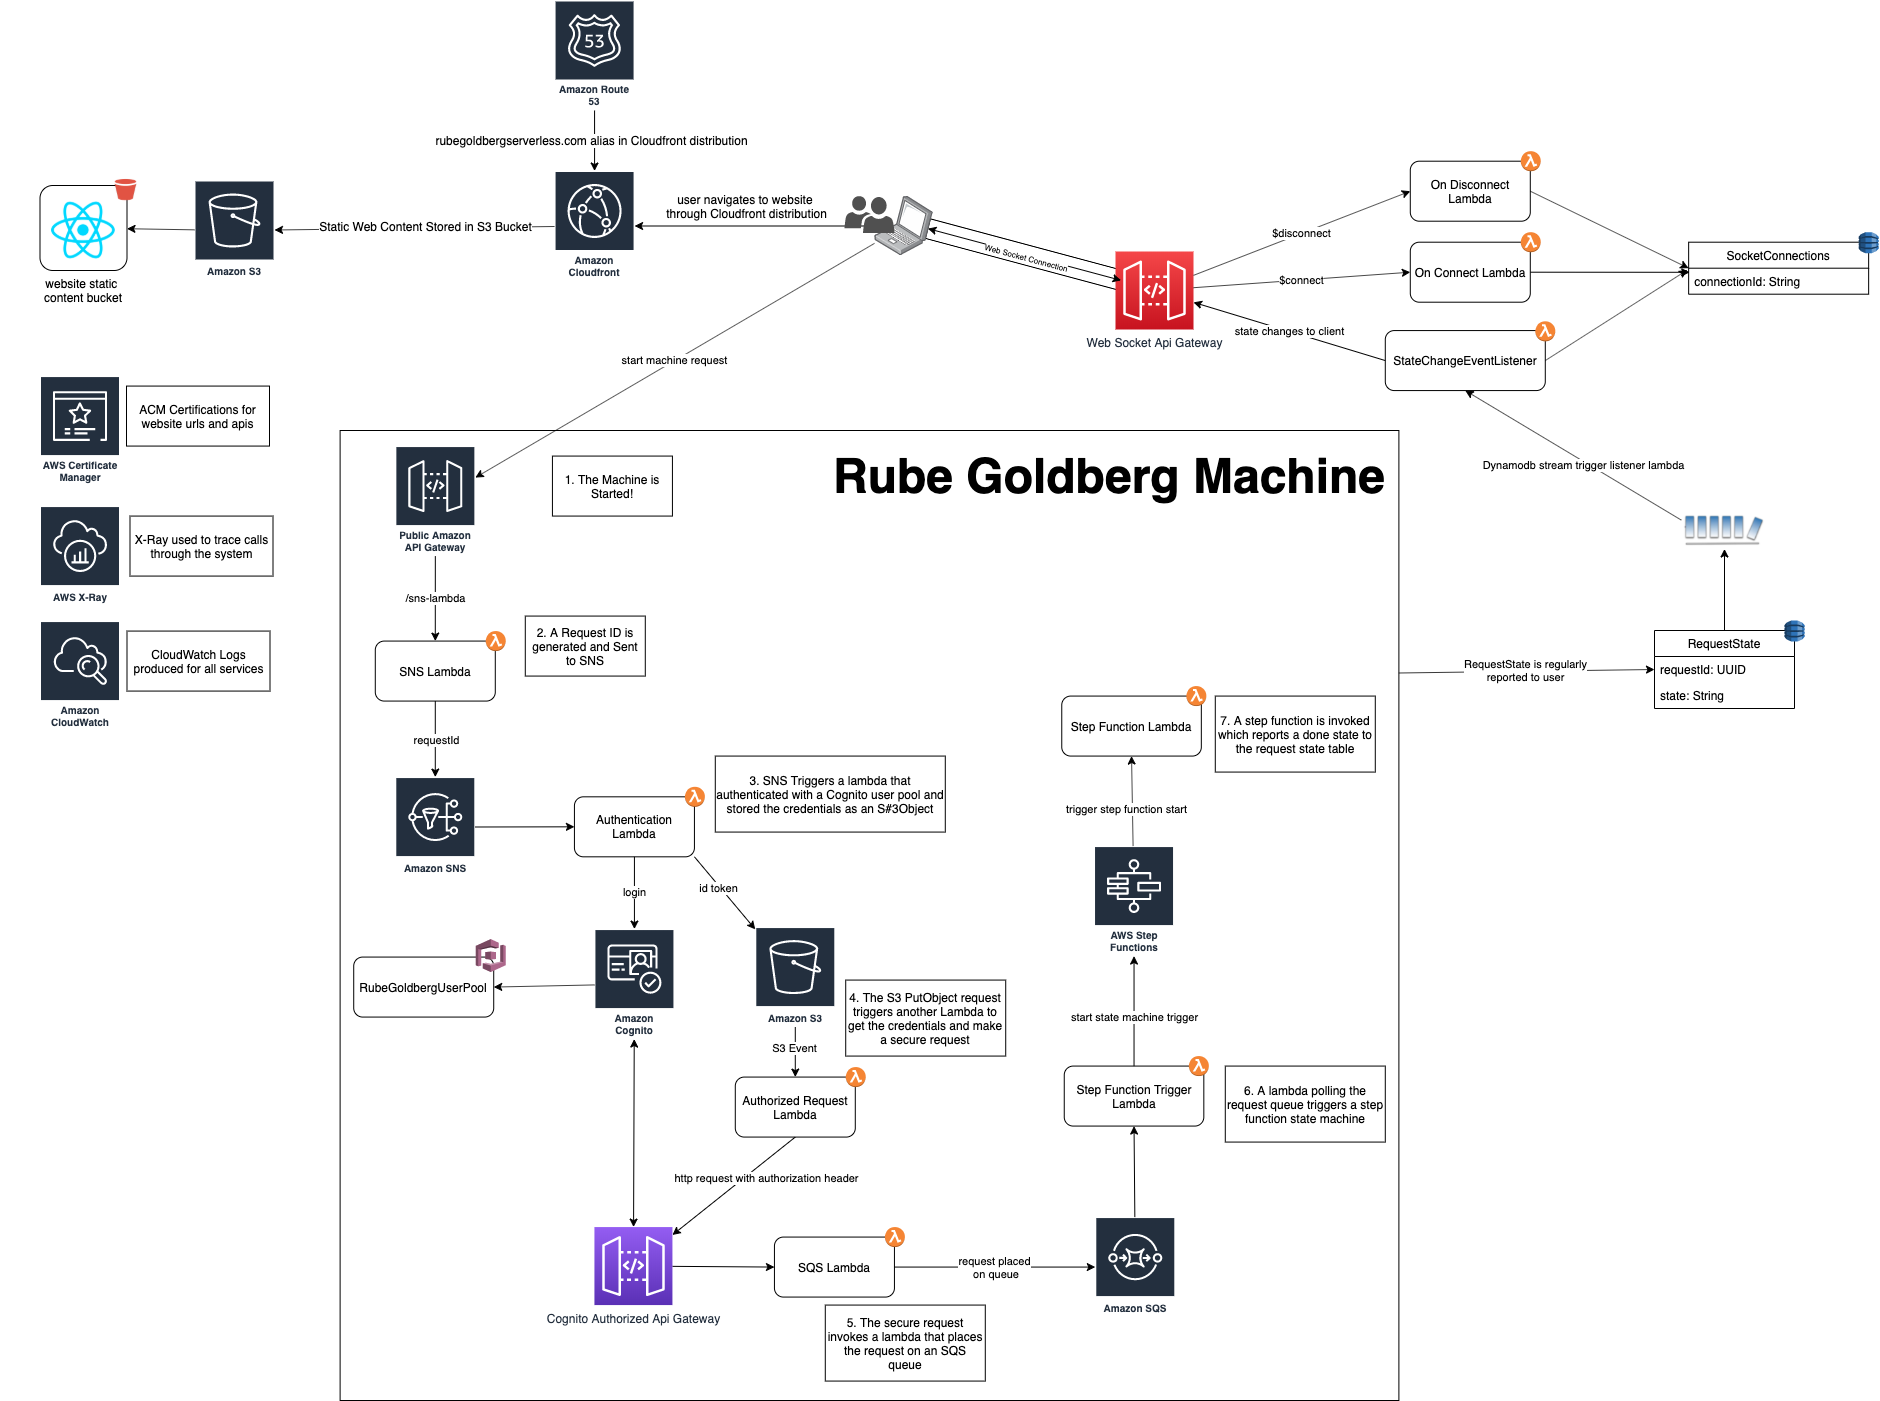 53
Amazon Route
53
rubegoldbergserverless.com alias in Cloudfront distribution
Amazon
Cloudfront
user navigates to website
through Cloudfront distribution
Static Web Content Stored in S3 Bucket
Amazon S3
website static
content bucket
Web Socket Connection
</>
Web Socket Api Gateway
$disconnect
$connect
state changes to client
λ
On Disconnect
Lambda
λ
On Connect Lambda
λ
StateChangeEventListener
SocketConnections
connectionId: String
start machine request
Dynamodb stream trigger listener lambda
AWS Certificate
Manager
ACM Certifications for
website urls and apis
AWS X-Ray
X-Ray used to trace calls
through the system
Amazon
CloudWatch
CloudWatch Logs
produced for all services
Rube Goldberg Machine
</>
Public Amazon
API Gateway
1. The Machine is
Started!
/sns-lambda
λ
SNS Lambda
2. A Request ID is
generated and Sent
to SNS
requestId
Amazon SNS
λ
Authentication
Lambda
3. SNS Triggers a lambda that
authenticated with a Cognito user pool and
stored the credentials as an S#3Object
login
id token
RubeGoldbergUserPool
Amazon
Cognito
Amazon S3
4. The S3 PutObject request
triggers another Lambda to
get the credentials and make
a secure request
S3 Event
λ
Authorized Request
Lambda
http request with authorization header
</>
Cognito Authorized Api Gateway
λ
SQS Lambda
5. The secure request
invokes a lambda that places
the request on an SQS
queue
request placed
on queue
Amazon SQS
λ
Step Function Trigger
Lambda
6. A lambda polling the
request queue triggers a step
function state machine
start state machine trigger
AWS Step
Functions
trigger step function start
λ
Step Function Lambda
7. A step function is invoked
which reports a done state to
the request state table
RequestState is regularly
reported to user
RequestState
requestId: UUID
state: String